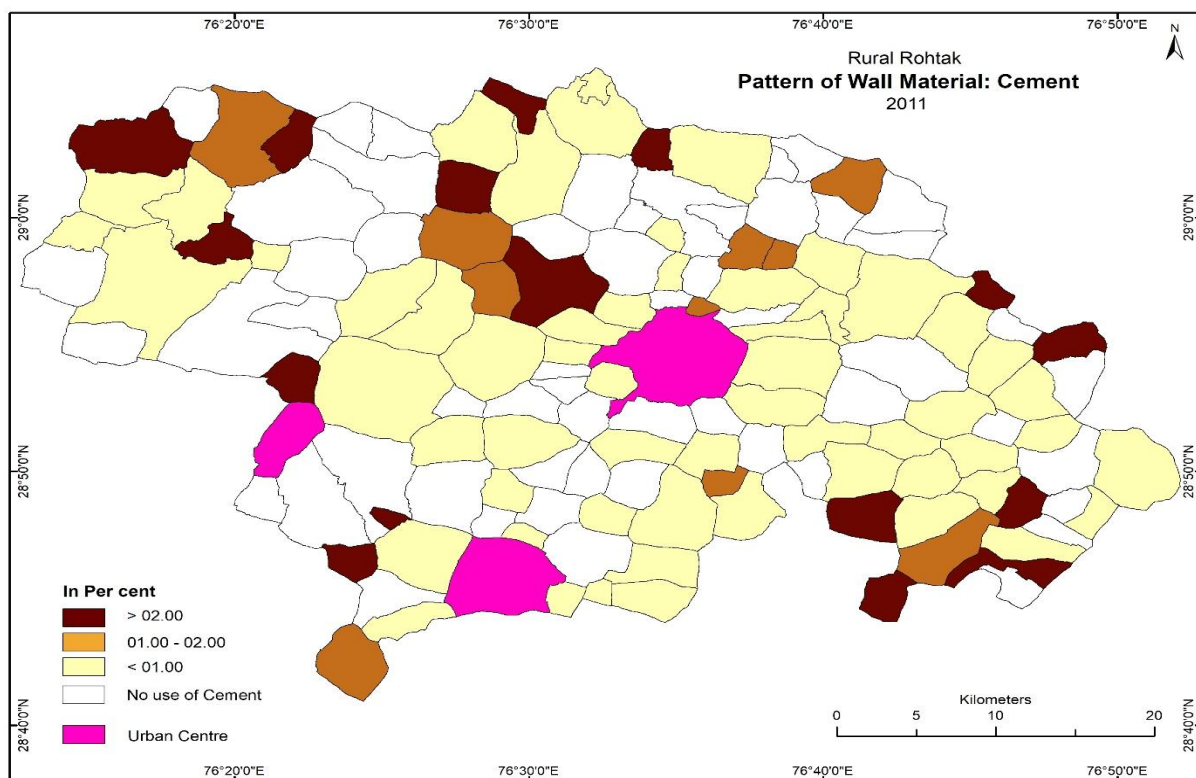 76°20'0"E 76°30'0"E 76°40'0"E 76°50'0"E
N
Rural Rohtak
Pattern of Wall Material: Cement
2011
29°0'0"N 29°0'0"N
28°50'0"N 28°50'0"N
In Per cent
> 02.00
01.00 - 02.00
< 01.00
No use of Cement
Urban Centre
Kilometers
0 5 10 20
28°40'0"N 28°40'0"N
76°20'0"E 76°30'0"E 76°40'0"E 76°50'0"E